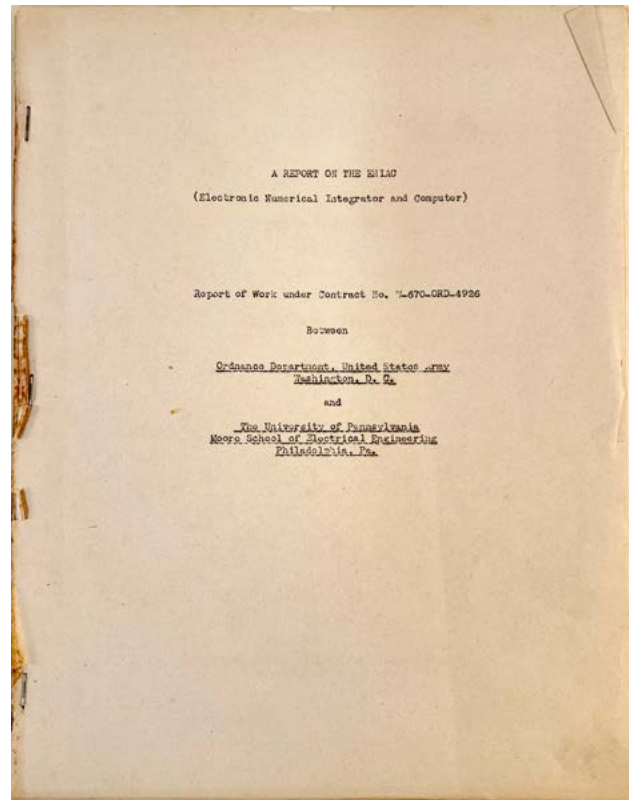 A REPORT ON THE ENIAC
(Electronic Numerical Integrator and Computer)
Report of Work under Contract No. W-670-ORD-4926
Between
Ordnance Department, United States Army
Washington, D. C.
and
The University of Pennsylvania
Moore School of Electrical Engineering
Philadelphia, Pa.